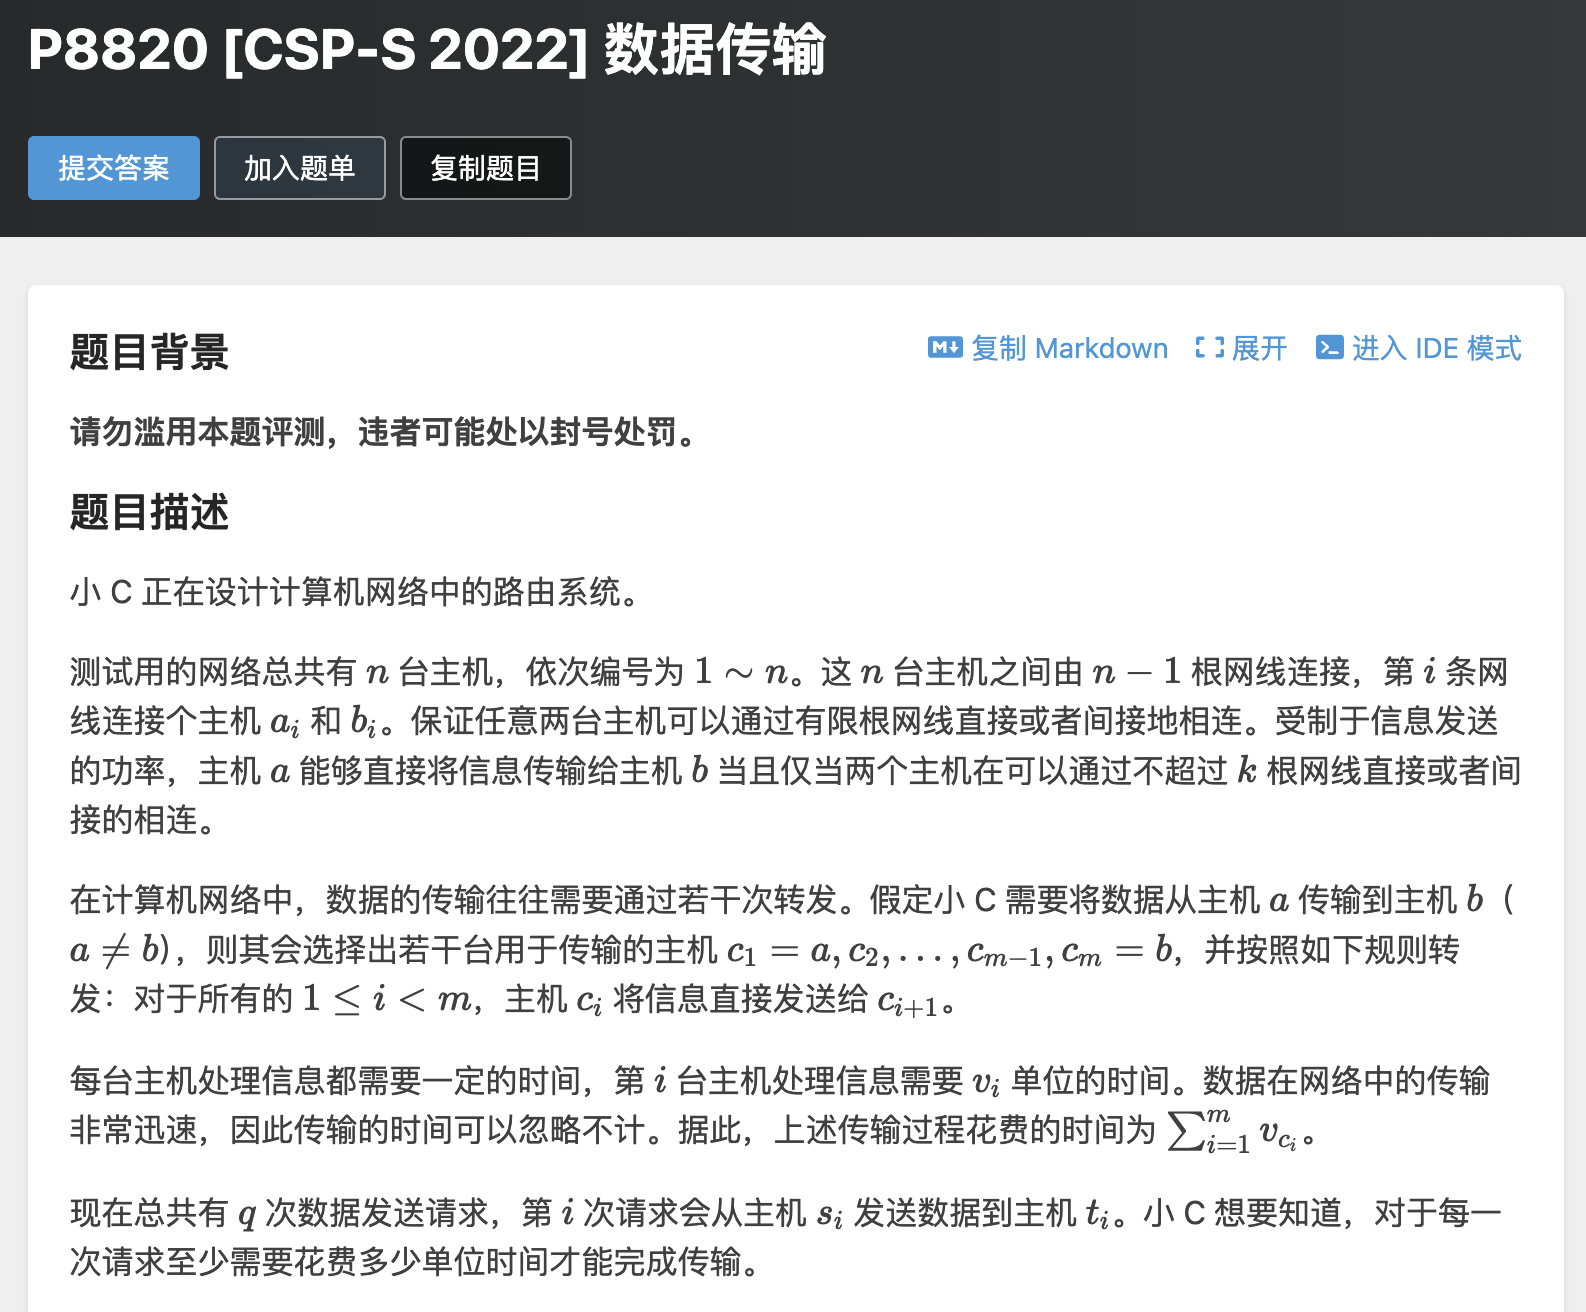 P8820 [CSP-S 2022] 数据传输
提交答案 加入题单 复制题目
题目背景 复制 Markdown 展开 进入 IDE 模式
请勿滥用本题评测，违者可能处以封号处罚。
题目描述
小 C 正在设计计算机网络中的路由系统。
测试用的网络总共有 n 台主机，依次编号为 1 ∼ n。这 n 台主机之间由 n − 1 根网线连接，第 i 条网
线连接个主机 a_i 和 b_i。保证任意两台主机可以通过有限根网线直接或者间接地相连。受制于信息发送
的功率，主机 a 能够直接将信息传输给主机 b 当且仅当两个主机在可以通过不超过 k 根网线直接或者间
接的相连。
在计算机网络中，数据的传输往往需要通过若干次转发。假定小 C 需要将数据从主机 a 传输到主机 b（
a ≠ b)，则其会选择出若干台用于传输的主机 c_1 = a, c_2, . . . , c_{m−1}, c_m = b，并按照如下规则转
发：对于所有的 1 ≤ i < m，主机 c_i 将信息直接发送给 c_{i+1}。
每台主机处理信息都需要一定的时间，第 i 台主机处理信息需要 v_i 单位的时间。数据在网络中的传输
非常迅速，因此传输的时间可以忽略不计。据此，上述传输过程花费的时间为 ∑_{i=1}^{m} v_{c_i}。
现在总共有 q 次数据发送请求，第 i 次请求会从主机 s_i 发送数据到主机 t_i。小 C 想要知道，对于每一
次请求至少需要花费多少单位时间才能完成传输。